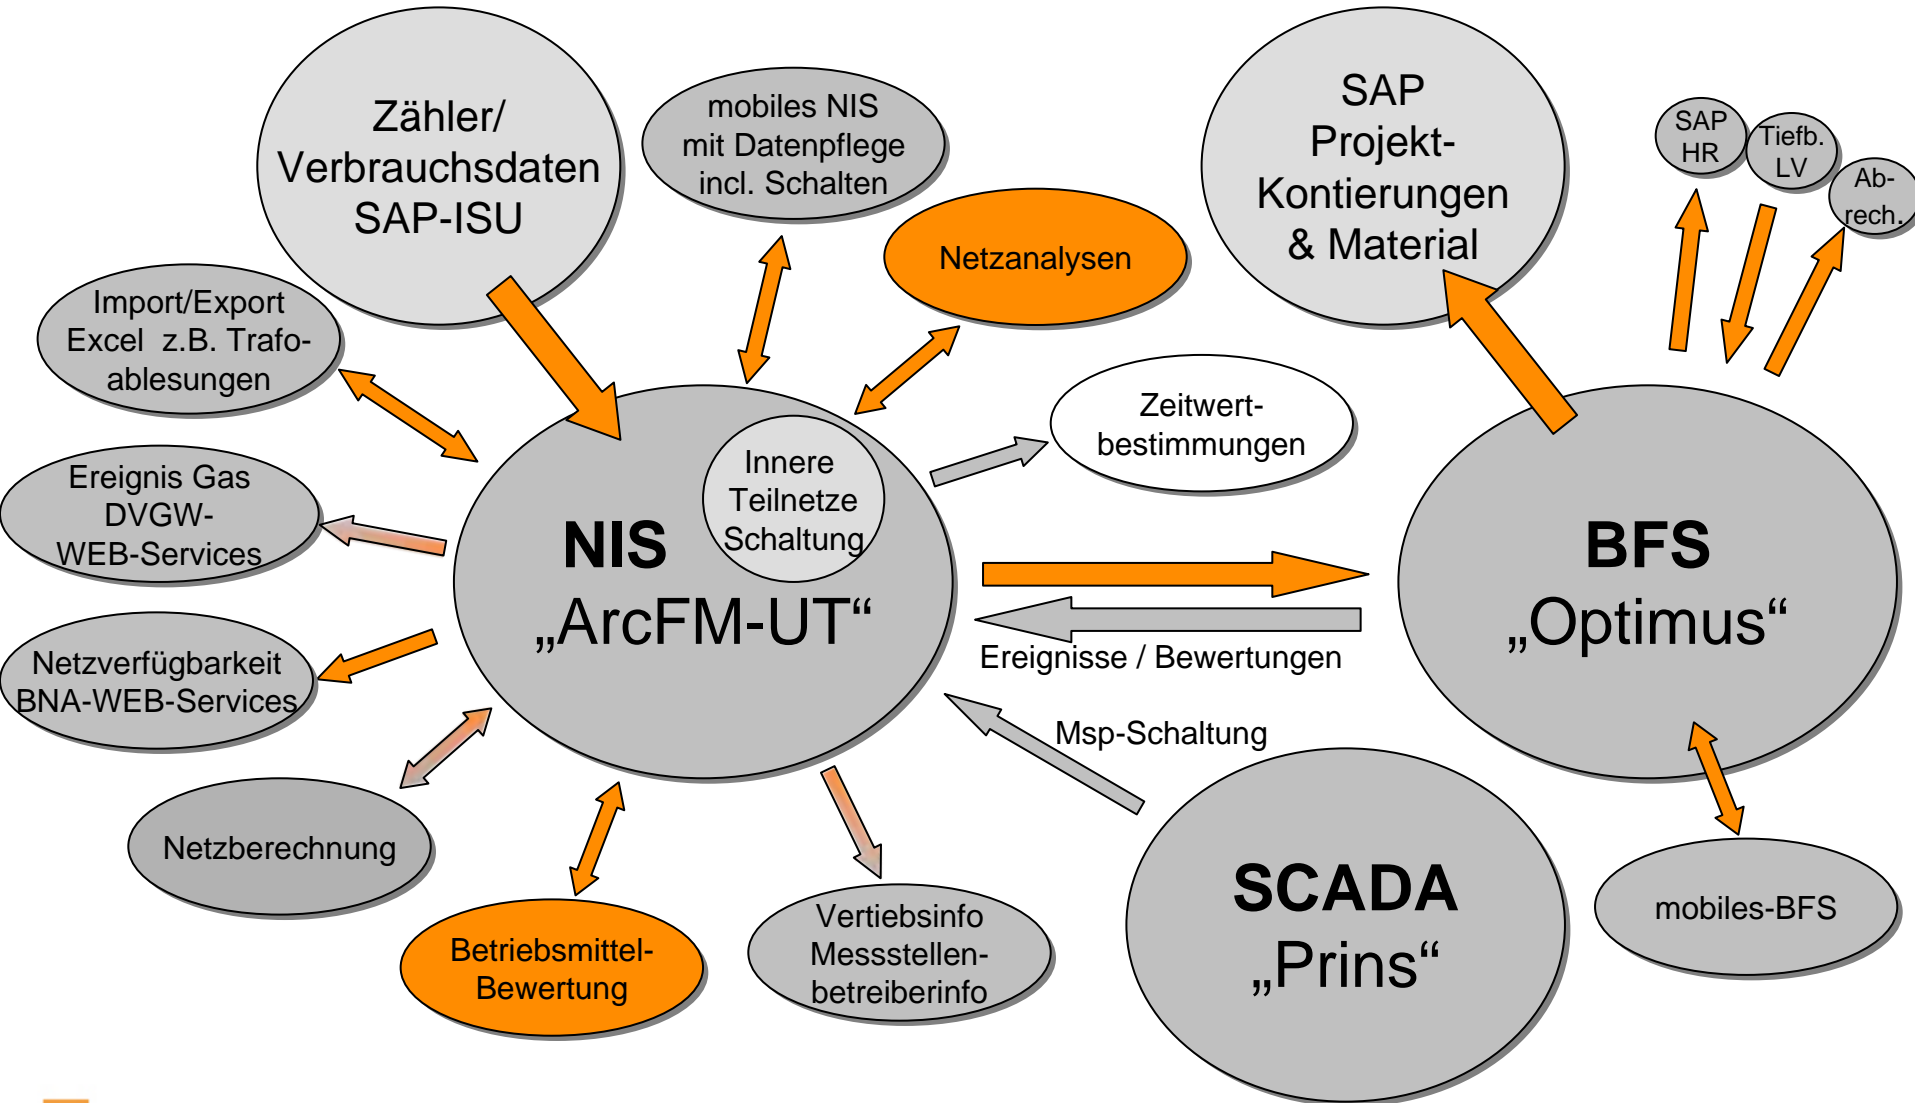 Zähler/
Verbrauchsdaten
SAP-ISU
mobiles NIS
mit Datenpflege
incl. Schalten
Netzanalysen
SAP
Projekt-
Kontierungen
& Material
SAP
HR
Tiefb.
LV
Ab-
rech.
Import/Export
Excel  z.B. Trafo-
ablesungen
Zeitwert-
bestimmungen
Ereignis Gas
DVGW-
WEB-Services
Innere
Teilnetze
Schaltung
NIS
„ArcFM-UT“
BFS
„Optimus“
Ereignisse / Bewertungen
Netzverfügbarkeit
BNA-WEB-Services
Msp-Schaltung
Netzberechnung
SCADA
„Prins“
mobiles-BFS
Betriebsmittel-
Bewertung
Vertiebsinfo
Messstellen-
betreiberinfo